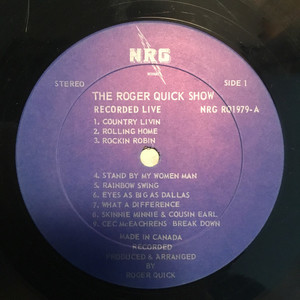 NRG
STEREO
SIDE 1
THE ROGER QUICK SHOW
RECORDED LIVE NRG RQ1979-A
1. COUNTRY LIVIN
2. ROLLING HOME
3. ROCKIN ROBIN
4. STAND BY MY WOMEN MAN
5. RAINBOW SWING
6. EYES AS BIG AS DALLAS
7. WHAT A DIFFERENCE
8. SKINNIE MINNIE & COUSIN EARL
9. CEC MCEACHRENS BREAK DOWN
MADE IN CANADA
RECORDED
PRODUCED & ARRANGED
BY
ROGER QUICK